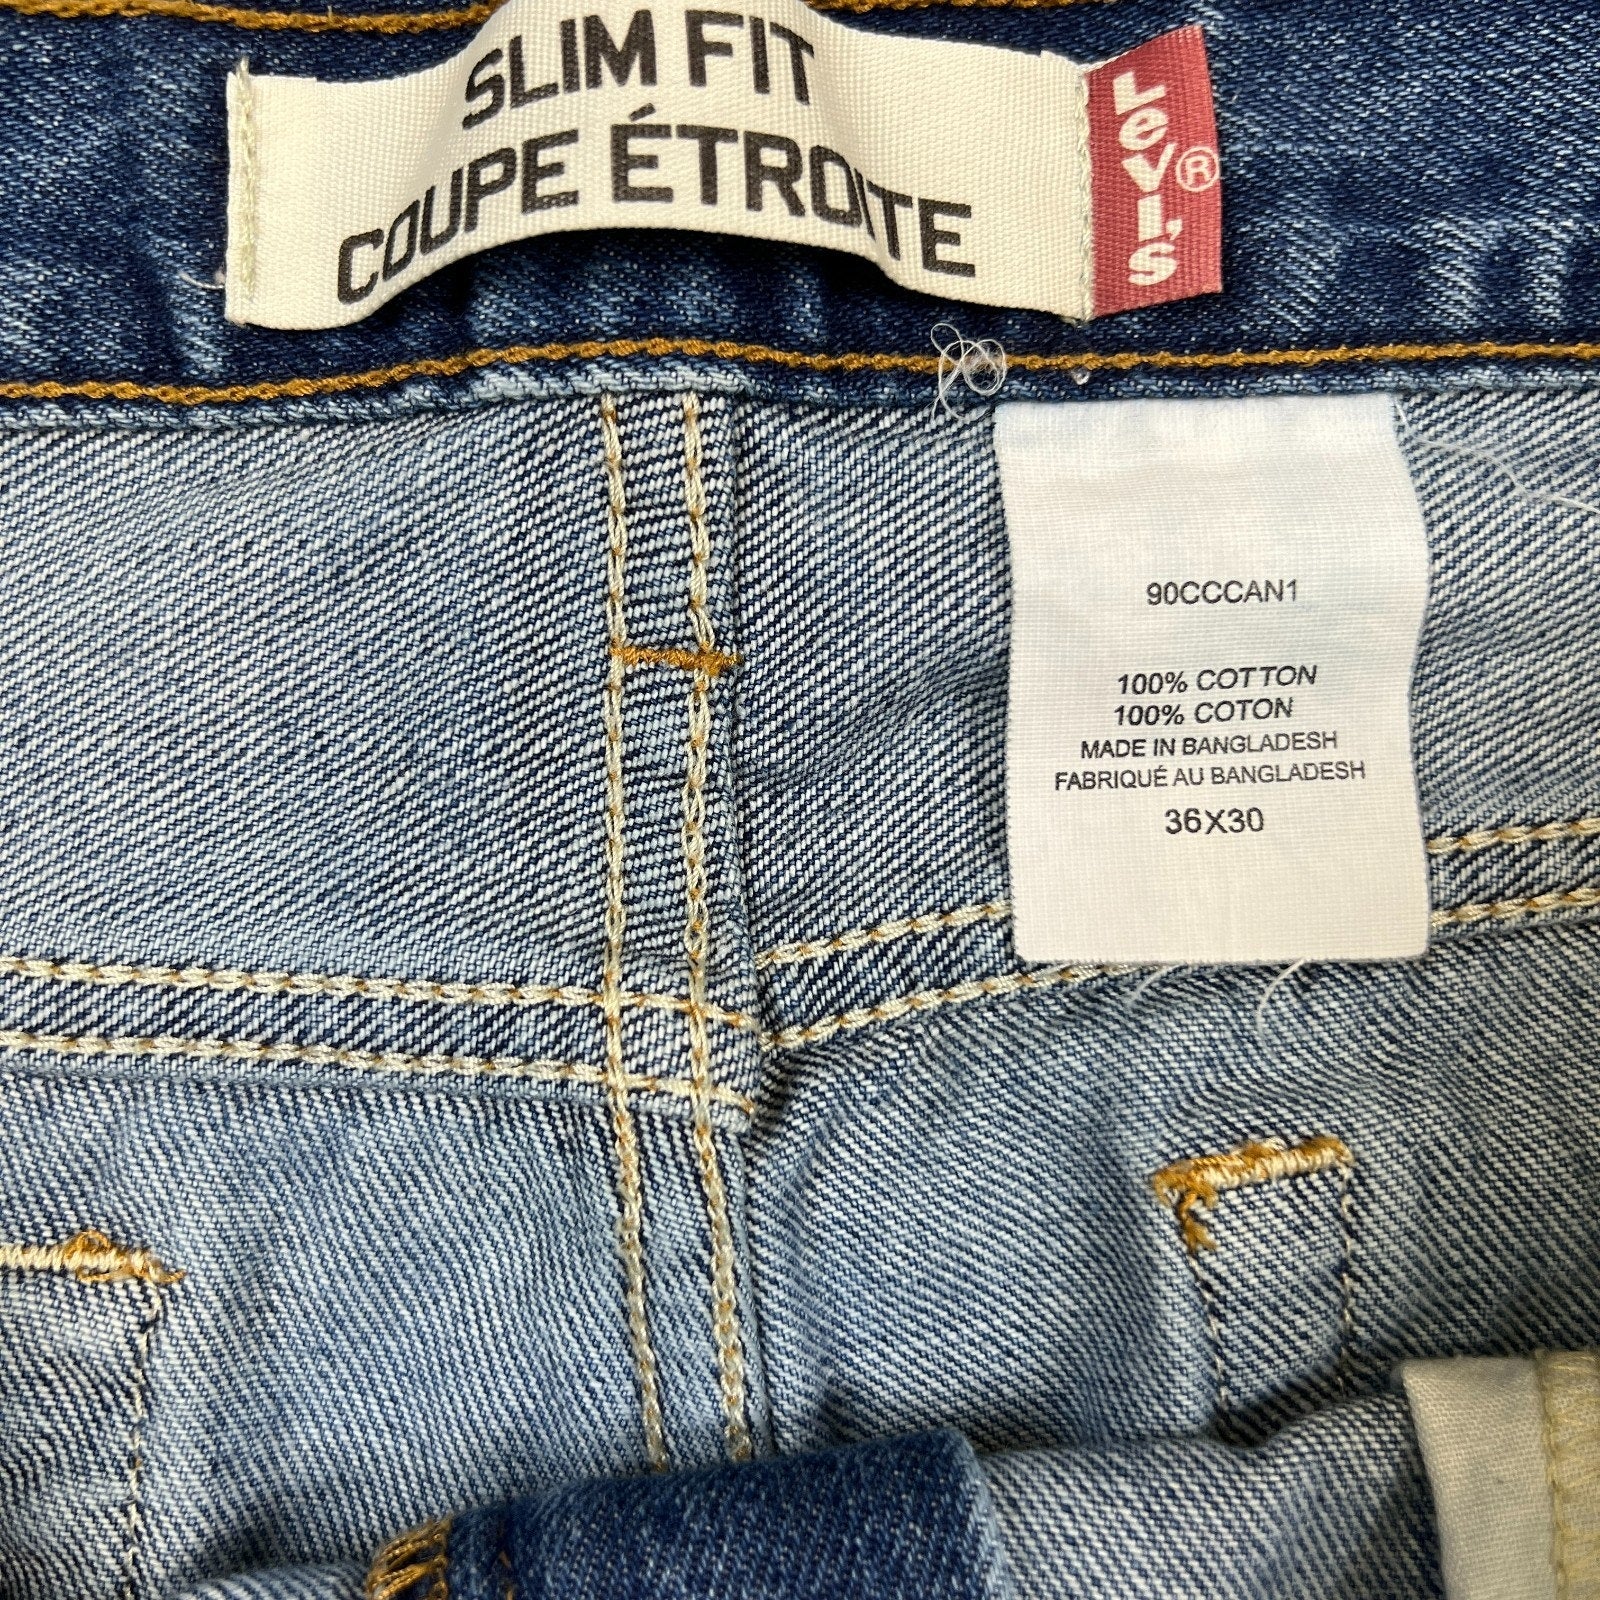 SLIM FIT
COUPE ÉTROITE
Levi's®
90CCCAN1
100% COTTON
100% COTON
MADE IN BANGLADESH
FABRIQUÉ AU BANGLADESH
36X30